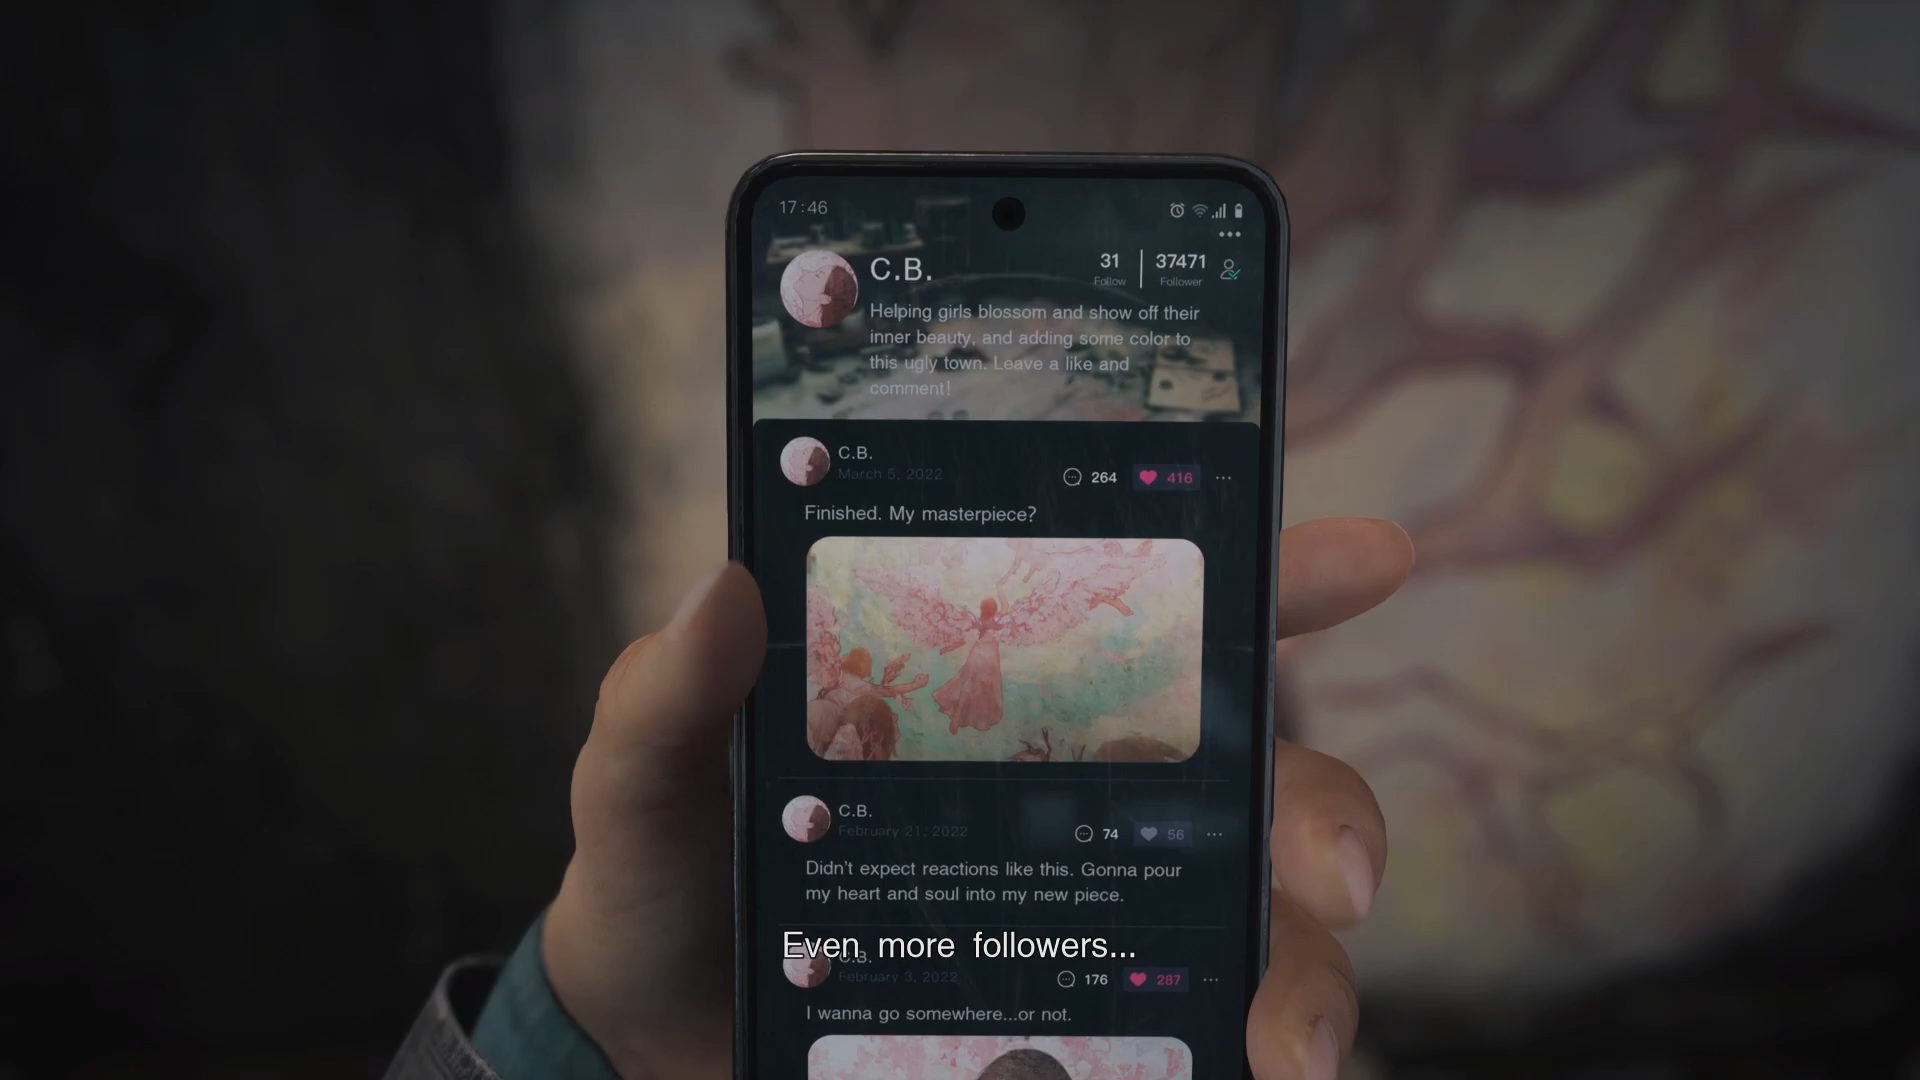 17:46
C.B.
31
Follow
37471
Follower
Helping girls blossom and show off their
inner beauty, and adding some color to
this ugly town. Leave a like and
comment!
C.B.
March 5, 2022
264
416
Finished. My masterpiece?
C.B.
February 21, 2022
74
56
Didn't expect reactions like this. Gonna pour
my heart and soul into my new piece.
Even more followers...
C.B.
February 3, 2022
176
287
I wanna go somewhere...or not.